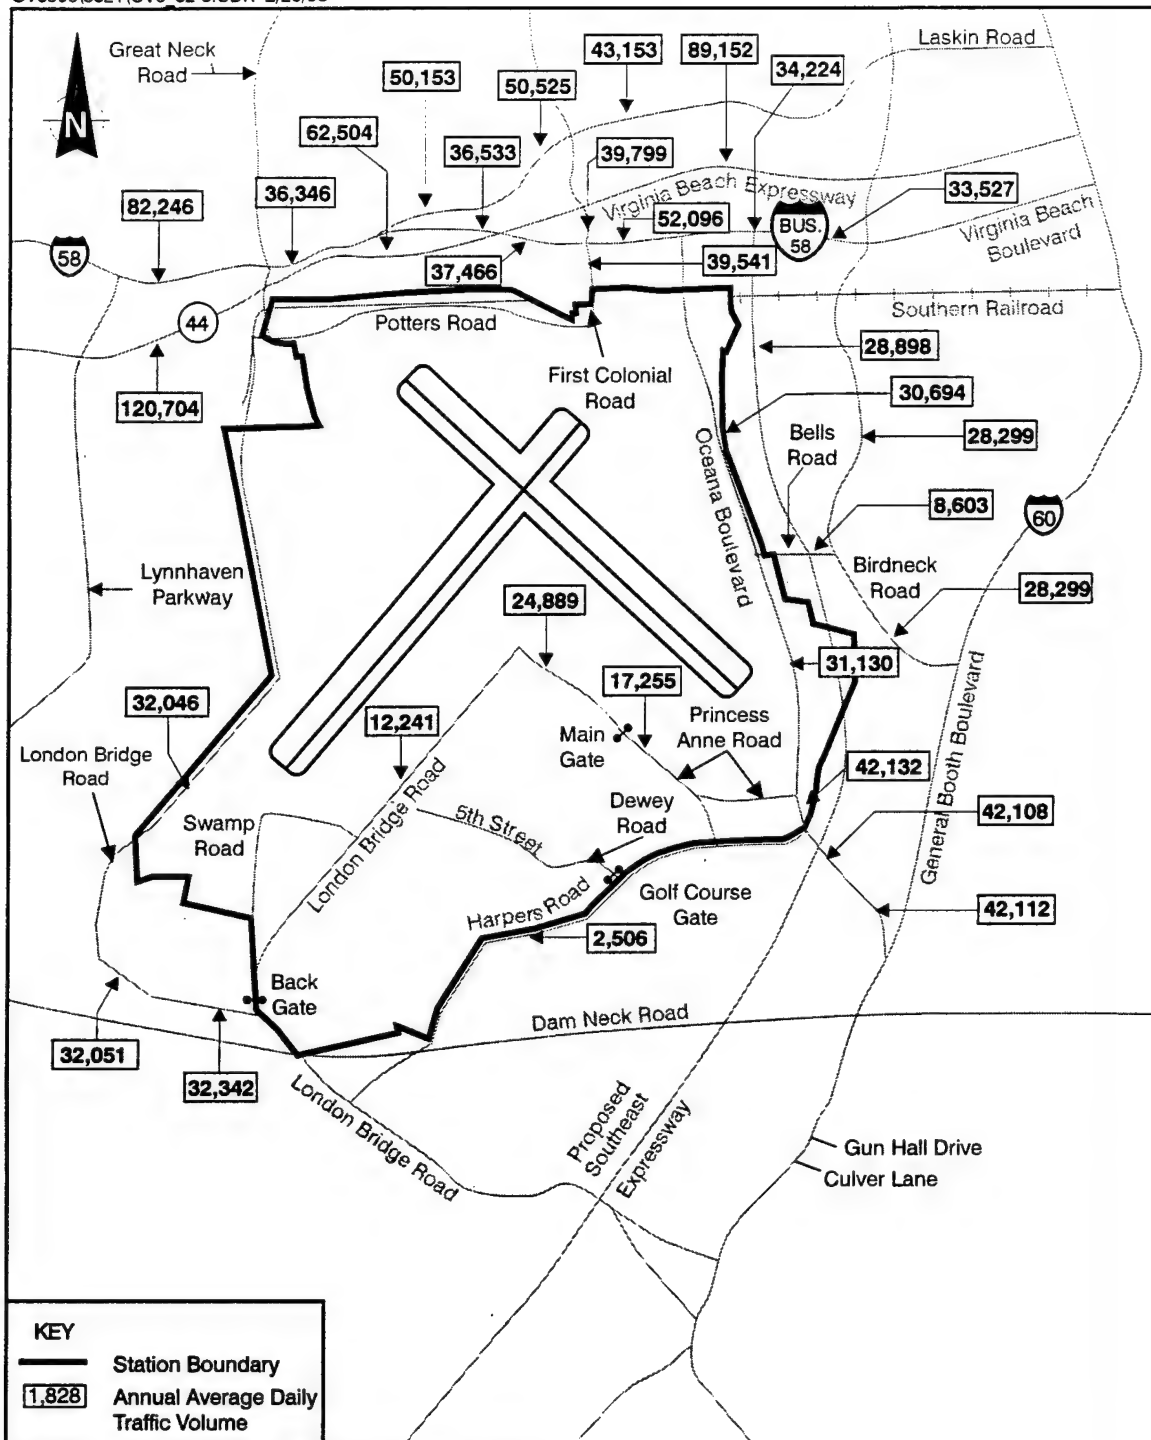 Great Neck
Road
43,153
89,152
Laskin Road
50,153
50,525
34,224
N
62,504
36,533
39,799
82,246
36,346
Virginia Beach Expressway
33,527
52,096
BUS.
58
Virginia Beach
Boulevard
58
37,466
39,541
44
Potters Road
Southern Railroad
28,898
First Colonial
Road
120,704
30,694
Bells
Road
28,299
Oceana Boulevard
8,603
60
Lynnhaven
Parkway
Birdneck
Road
24,889
28,299
31,130
17,255
32,046
12,241
Main
Gate
Princess
Anne Road
London Bridge
Road
General Booth Boulevard
42,132
Swamp
Road
London Bridge Road
5th Street
Dewey
Road
42,108
Harpers Road
Golf Course
Gate
42,112
2,506
Back
Gate
Dam Neck Road
32,051
32,342
London Bridge Road
Proposed
Southeast
Expressway
Gun Hall Drive
Culver Lane
KEY
Station Boundary
1,828
Annual Average Daily
Traffic Volume